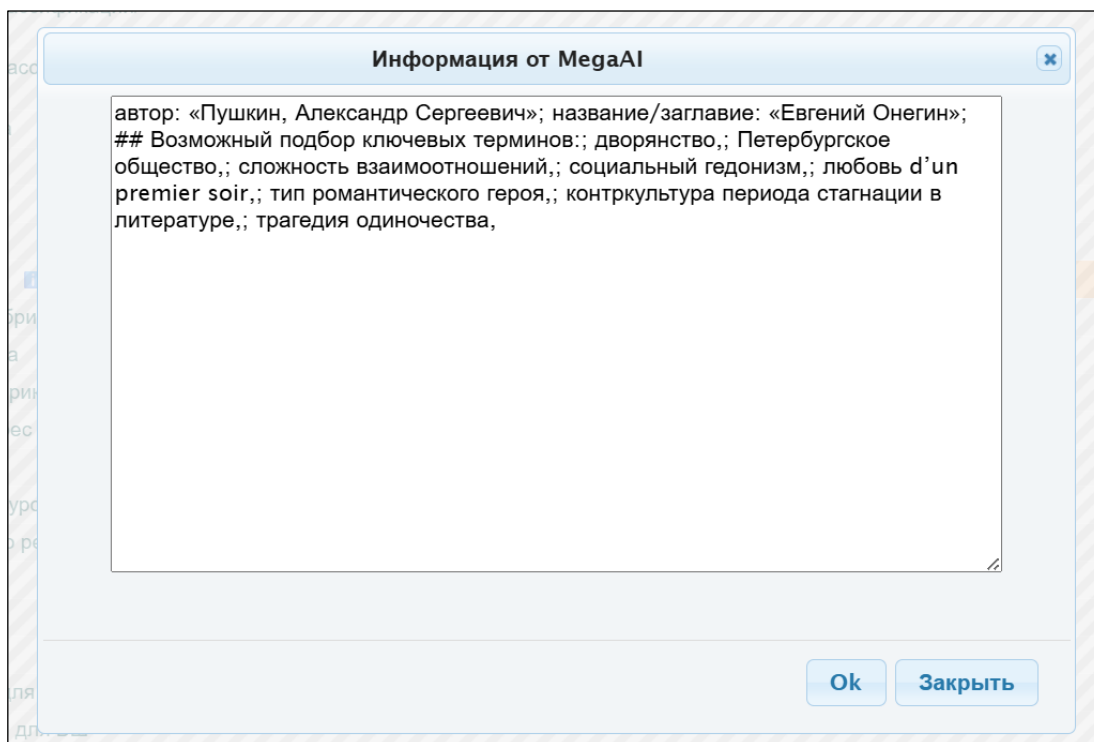 Информация от MegaAI
автор: «Пушкин, Александр Сергеевич»; название/заглавие: «Евгений Онегин»;
## Возможный подбор ключевых терминов:; дворянство,; Петербургское
общество,; сложность взаимоотношений,; социальный гедонизм,; любовь d’un
premier soir,; тип романтического героя,; контркультура периода стагнации в
литературе,; трагедия одиночества,
Ok
Закрыть